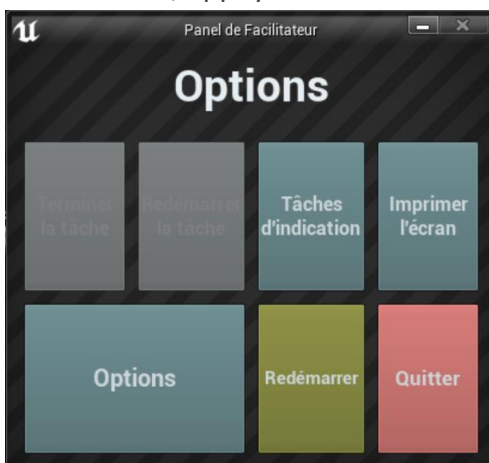 Panel de Facilitateur
Options
Terminer
la tâche
Redémarrer
la tâche
Tâches
d'indication
Imprimer
l'écran
Options
Redémarrer
Quitter